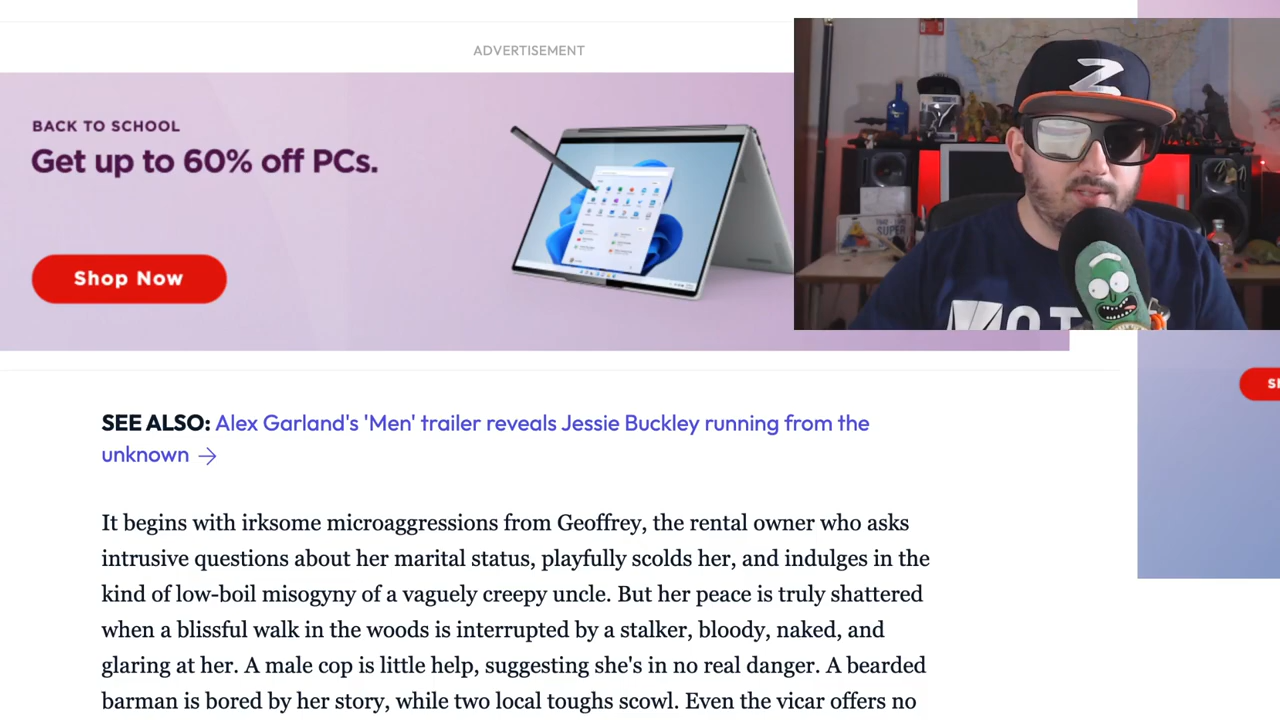 ADVERTISEMENT
BACK TO SCHOOL
Get up to 60% off PCs.
Shop Now
Z
SEE ALSO: Alex Garland's 'Men' trailer reveals Jessie Buckley running from the
unknown →
It begins with irksome microaggressions from Geoffrey, the rental owner who asks
intrusive questions about her marital status, playfully scolds her, and indulges in the
kind of low-boil misogyny of a vaguely creepy uncle. But her peace is truly shattered
when a blissful walk in the woods is interrupted by a stalker, bloody, naked, and
glaring at her. A male cop is little help, suggesting she's in no real danger. A bearded
barman is bored by her story, while two local toughs scowl. Even the vicar offers no